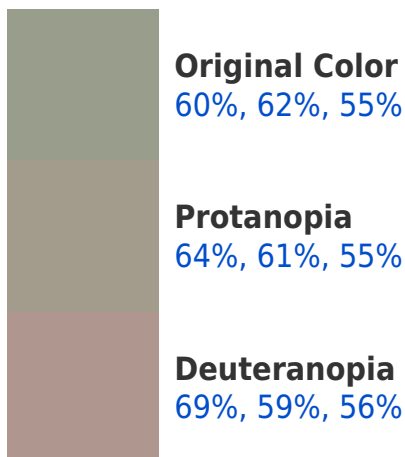 Original Color
60%, 62%, 55%
Protanopia
64%, 61%, 55%
Deuteranopia
69%, 59%, 56%